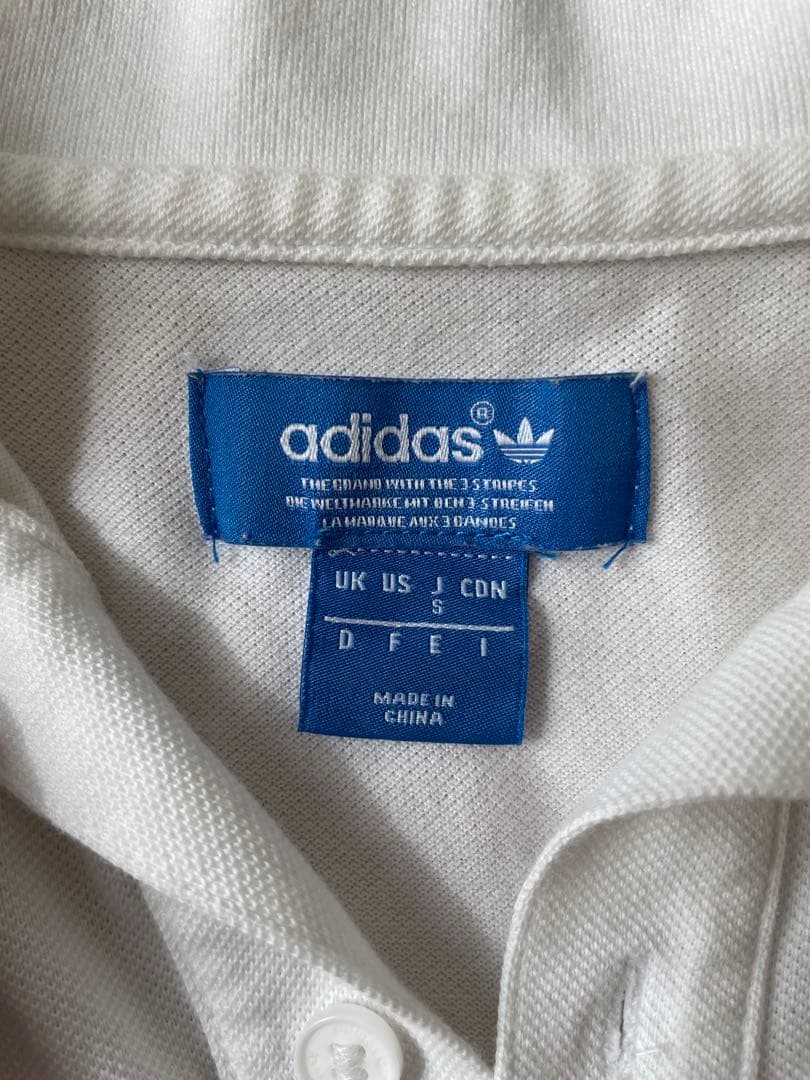 adidas®
THE BRAND WITH THE 3 STRIPES
DIE WELTMARKE MIT DEN 3 STREIFEN
LA MARQUE AUX 3 BANDES
UK US J CDN
S
D F E I
MADE IN
CHINA